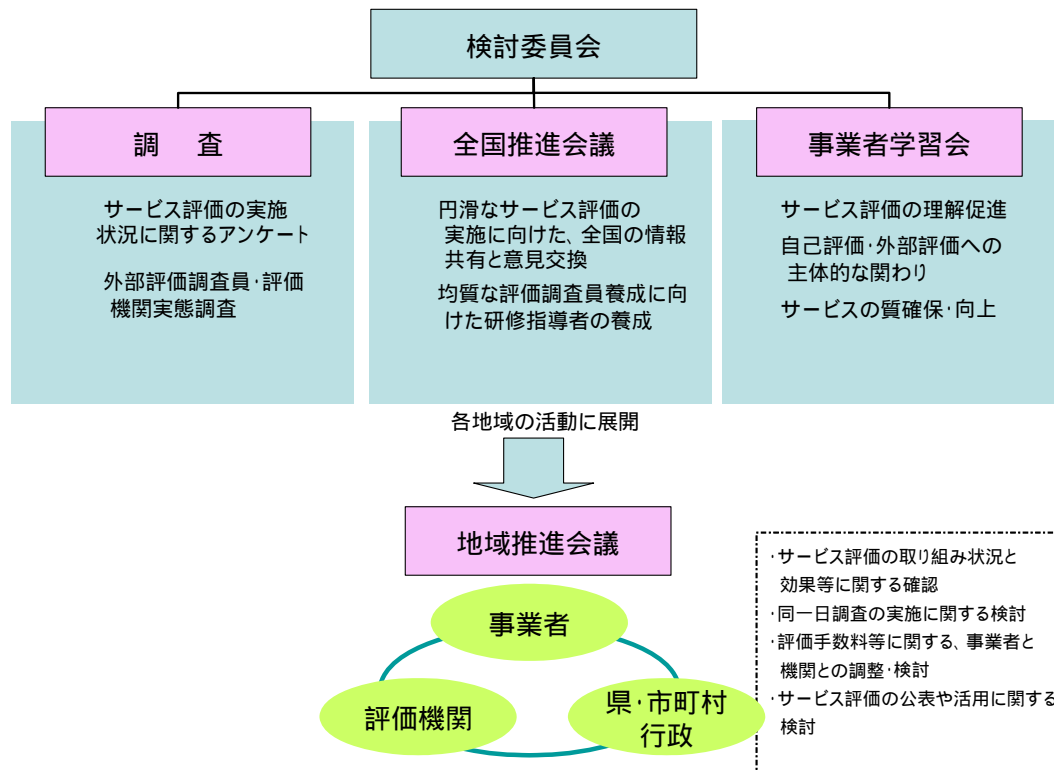 検討委員会
調　査
サービス評価の実施
状況に関するアンケート
外部評価調査員・評価
機関実態調査
全国推進会議
円滑なサービス評価の
実施に向けた、全国の情報
共有と意見交換
均質な評価調査員養成に向
けた研修指導者の養成
事業者学習会
サービス評価の理解促進
自己評価・外部評価への
主体的な関わり
サービスの質確保・向上
各地域の活動に展開
地域推進会議
事業者
評価機関
県・市町村
行政
・サービス評価の取り組み状況と
効果等に関する確認
・同一日調査の実施に関する検討
・評価手数料等に関する、事業者と
機関との調整・検討
・サービス評価の公表や活用に関する
検討